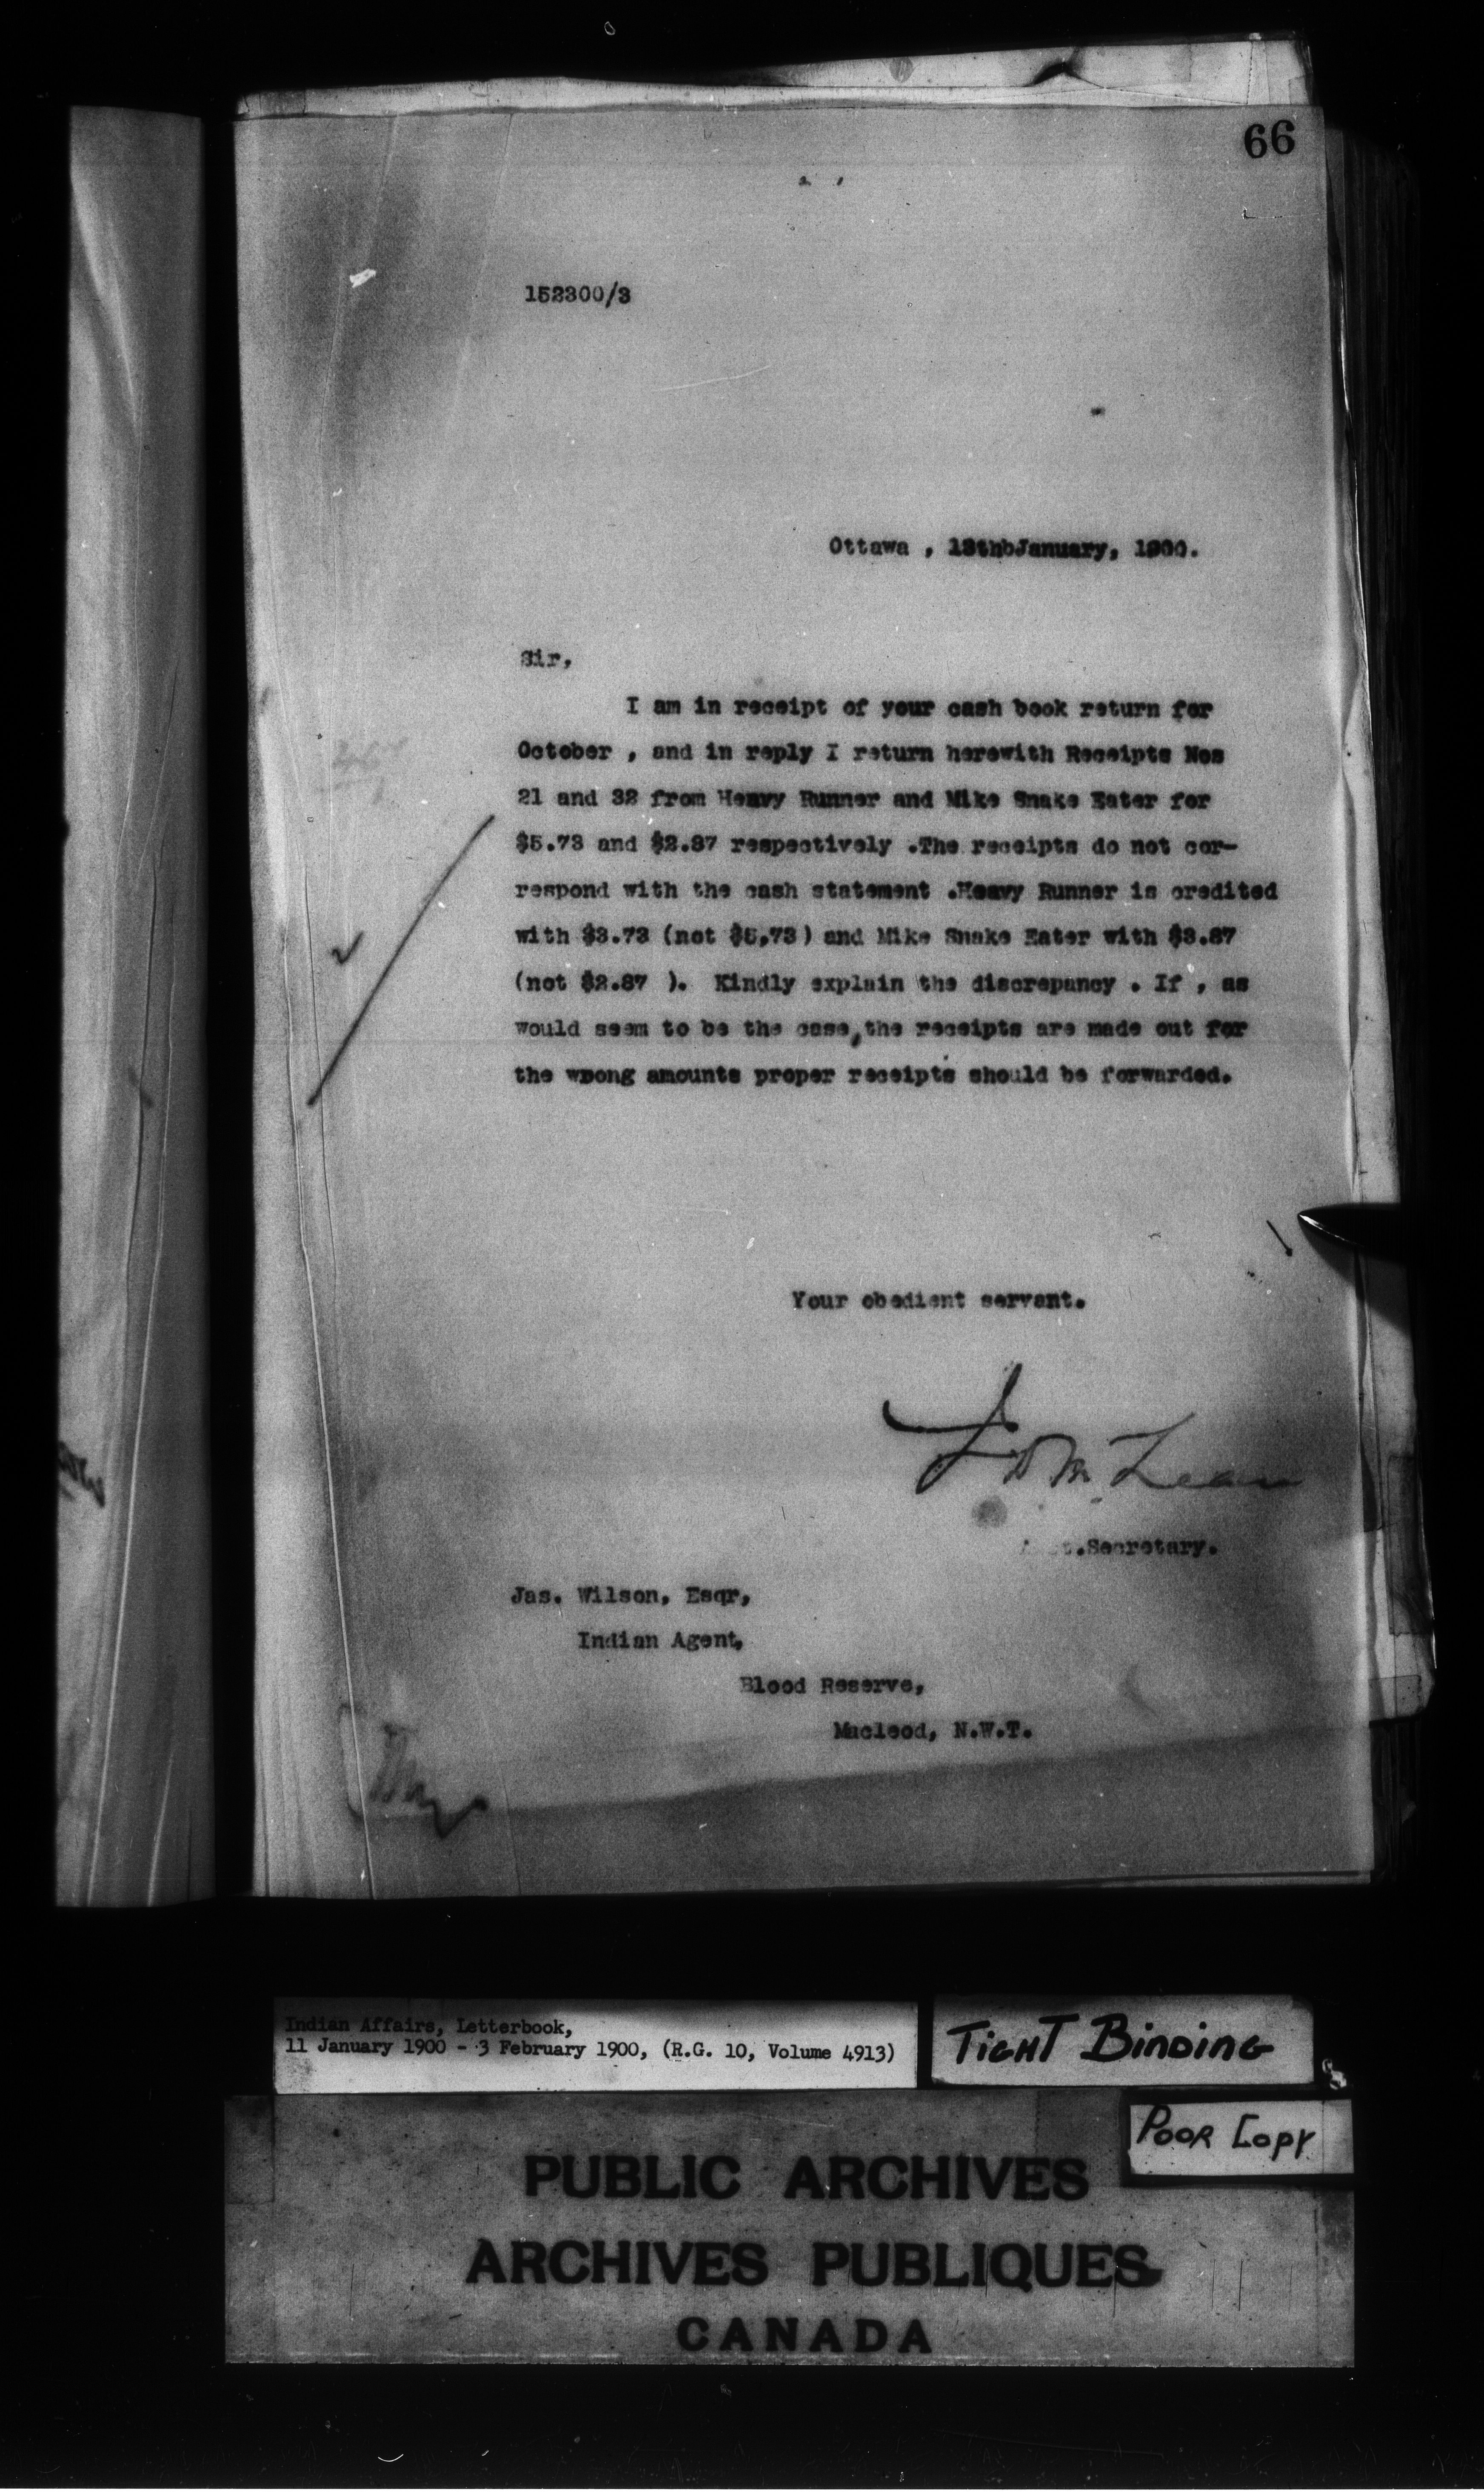 66
152300/3
Ottawa , 13thbJanuary, 1900.
Sir,
I am in receipt of your cash book return for
October , and in reply I return herewith Receipts Nos
21 and 32 from Heavy Runner and Mike Snake Eater for
$5.73 and $2.87 respectively .The receipts do not cor-
respond with the cash statement .Heavy Runner is credited
with $3.73 (not $5,73) and Mike Snake Eater with $3.87
(not $2.87 ). Kindly explain the discrepancy . If , as
would seem to be the case,the receipts are made out for
the wrong amounts proper receipts should be forwarded.
Your obedient servant.
J D McLean
.Secretary.
Jas. Wilson, Esqr,
Indian Agent,
Blood Reserve,
Macleod, N.W.T.
Indian Affairs, Letterbook,
11 January 1900 - 3 February 1900, (R.G. 10, Volume 4913)
TIGHT BINDING
POOR COPY
PUBLIC ARCHIVES
ARCHIVES PUBLIQUES
CANADA